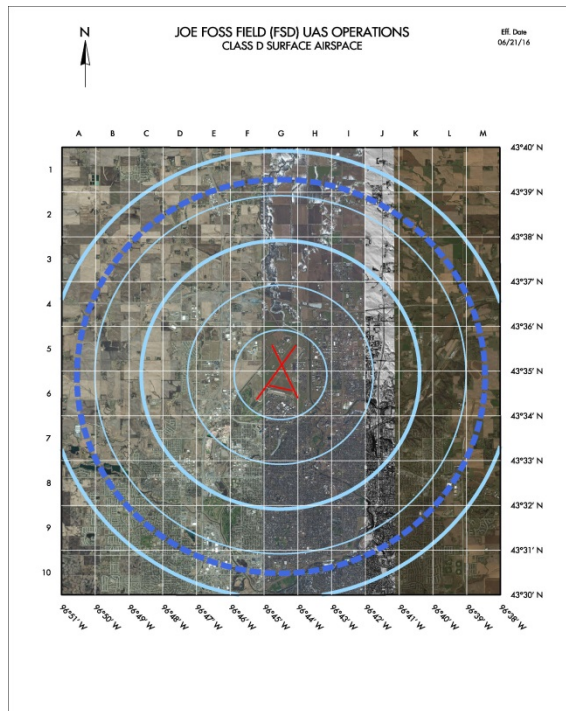 N
JOE FOSS FIELD (FSD) UAS OPERATIONS
CLASS D SURFACE AIRSPACE
Eff. Date
06/21/16
A B C D E F G H I J K L M
43°40' N
1
43°39' N
2
43°38' N
3
43°37' N
4
43°36' N
5
43°35' N
6
43°34' N
7
43°33' N
8
43°32' N
9
43°31' N
10
43°30' N
96°51' W
96°50' W
96°49' W
96°48' W
96°47' W
96°46' W
96°45' W
96°44' W
96°43' W
96°42' W
96°41' W
96°40' W
96°39' W
96°38' W